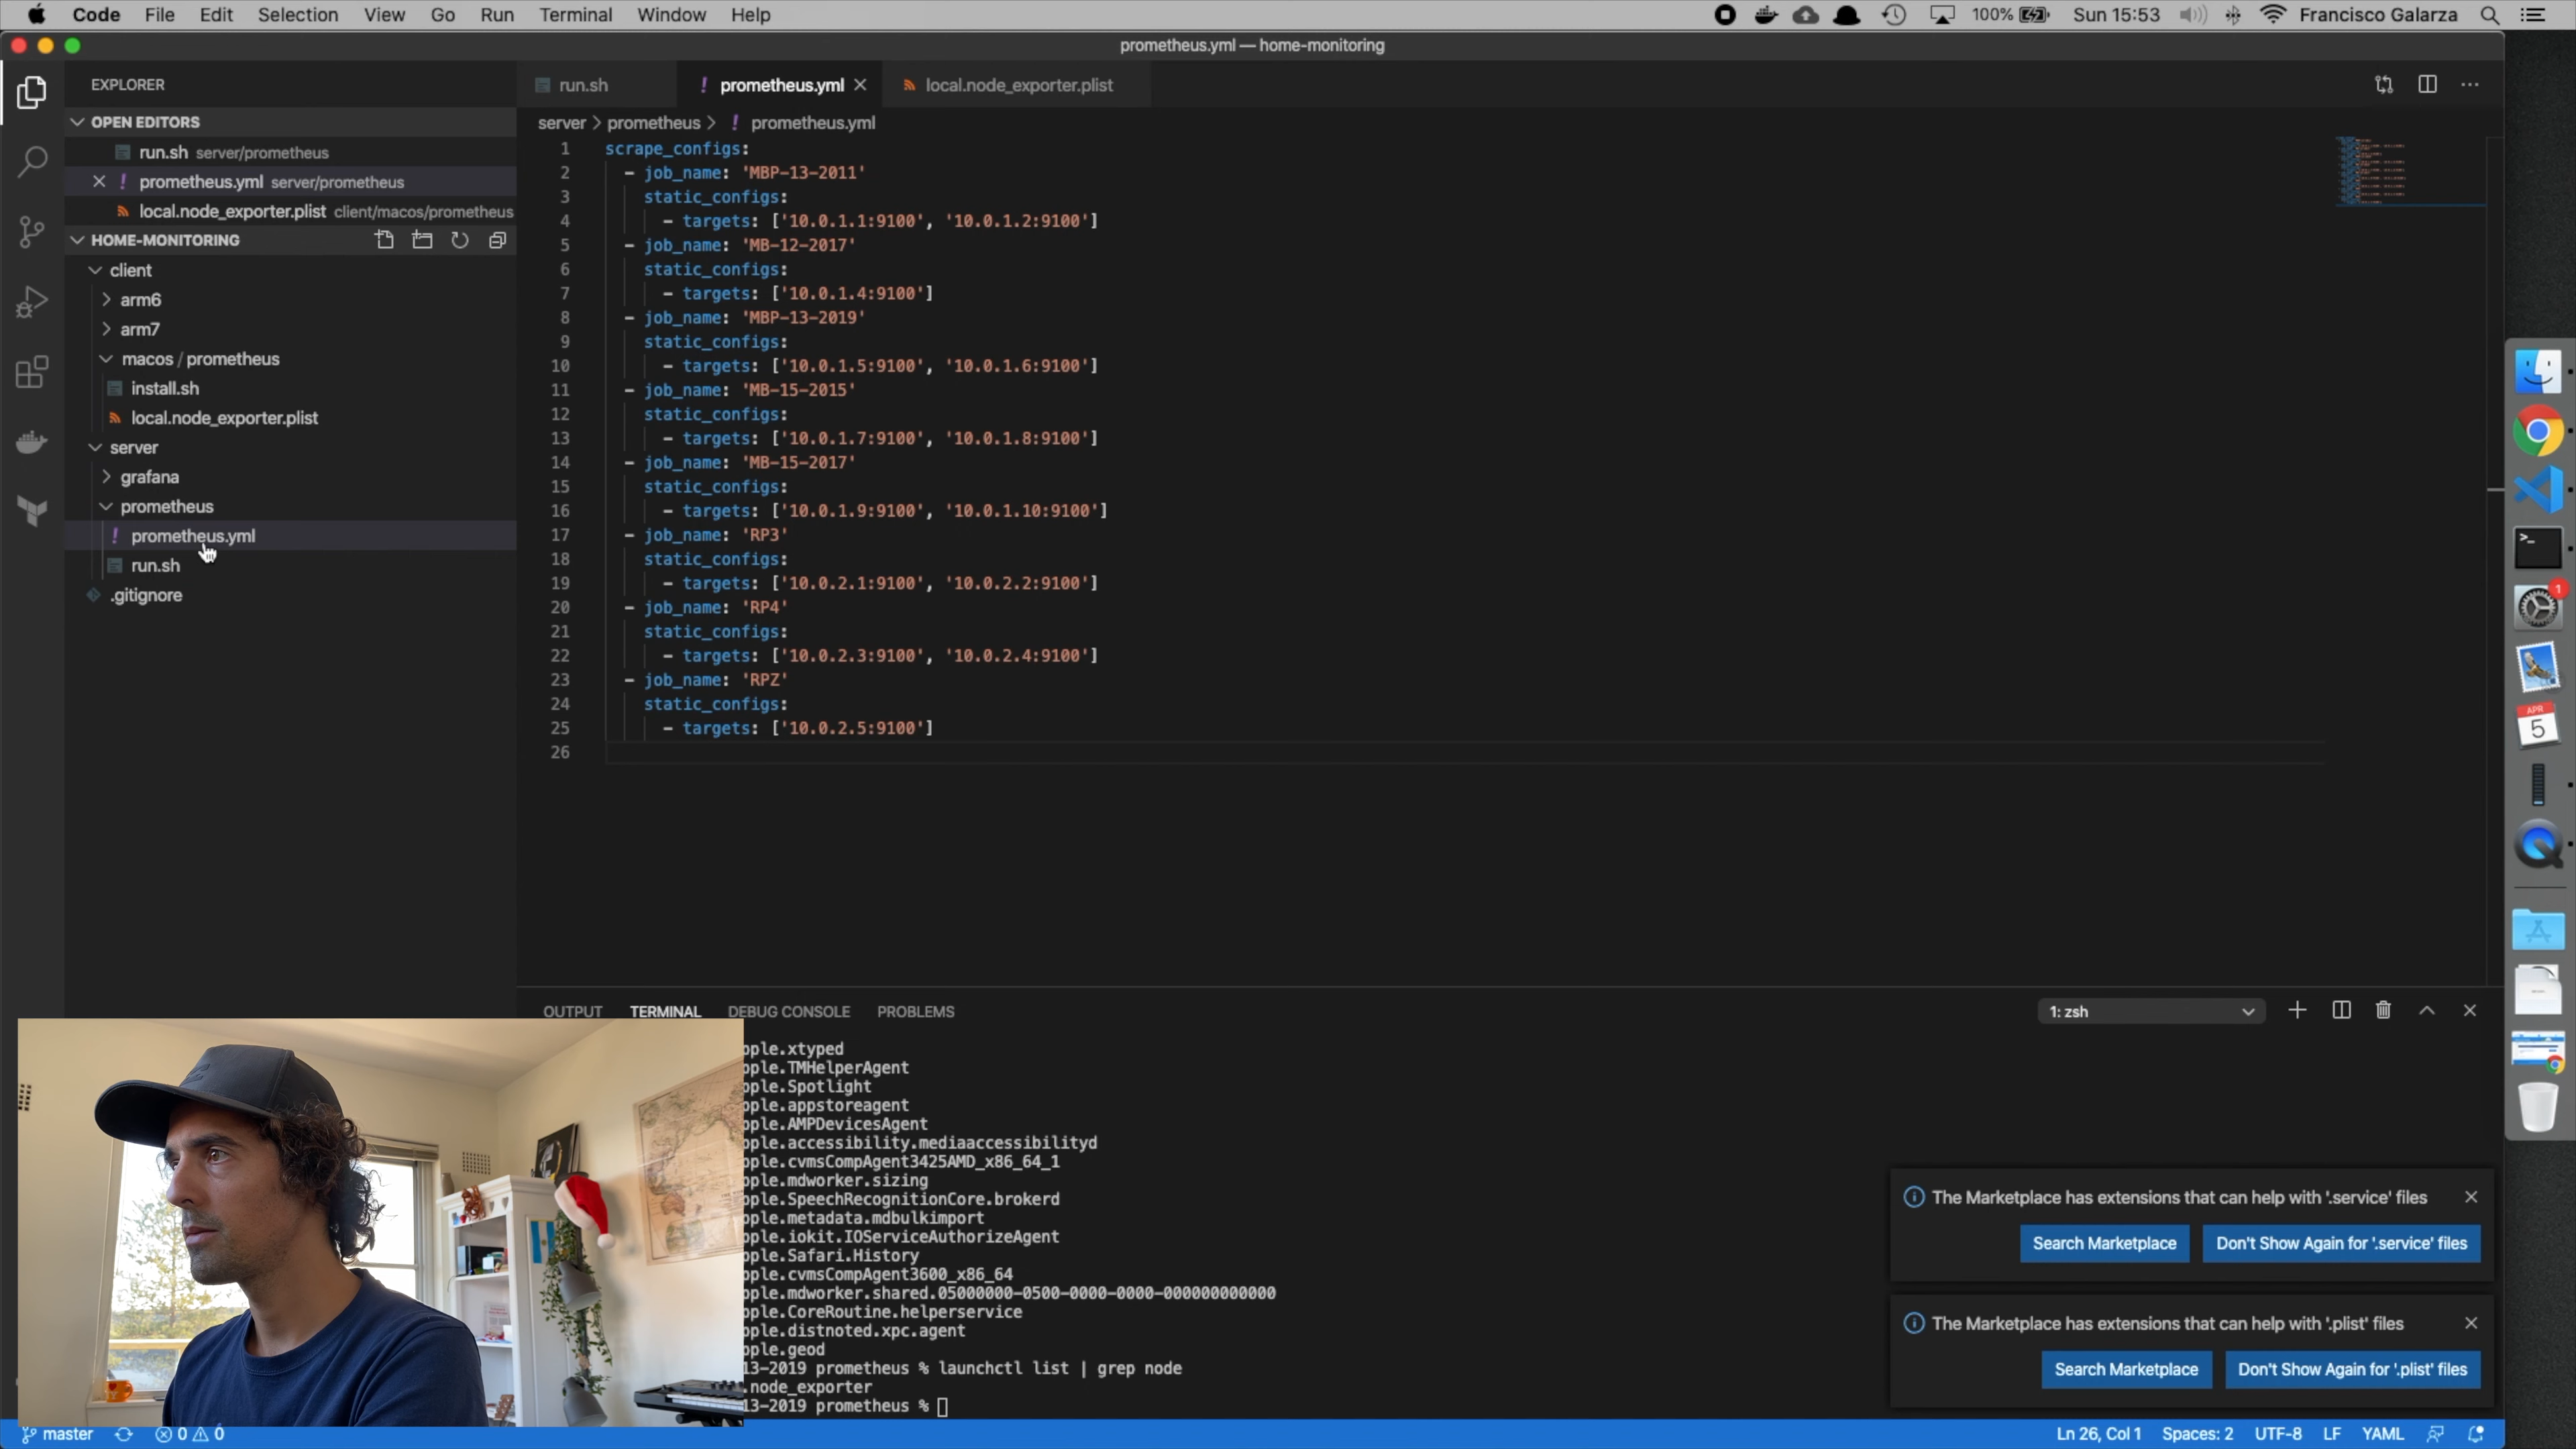 Code File Edit Selection View Go Run Terminal Window Help 100% Sun 15:53 Francisco Galarza
prometheus.yml — home-monitoring
EXPLORER
OPEN EDITORS
run.sh server/prometheus
prometheus.yml server/prometheus
local.node_exporter.plist client/macos/prometheus
HOME-MONITORING
client
arm6
arm7
macos / prometheus
install.sh
local.node_exporter.plist
server
grafana
prometheus
prometheus.yml
run.sh
.gitignore
run.sh prometheus.yml local.node_exporter.plist
server > prometheus > ! prometheus.yml
1 scrape_configs:
2 - job_name: 'MBP-13-2011'
3 static_configs:
4 - targets: ['10.0.1.1:9100', '10.0.1.2:9100']
5 - job_name: 'MB-12-2017'
6 static_configs:
7 - targets: ['10.0.1.4:9100']
8 - job_name: 'MBP-13-2019'
9 static_configs:
10 - targets: ['10.0.1.5:9100', '10.0.1.6:9100']
11 - job_name: 'MB-15-2015'
12 static_configs:
13 - targets: ['10.0.1.7:9100', '10.0.1.8:9100']
14 - job_name: 'MB-15-2017'
15 static_configs:
16 - targets: ['10.0.1.9:9100', '10.0.1.10:9100']
17 - job_name: 'RP3'
18 static_configs:
19 - targets: ['10.0.2.1:9100', '10.0.2.2:9100']
20 - job_name: 'RP4'
21 static_configs:
22 - targets: ['10.0.2.3:9100', '10.0.2.4:9100']
23 - job_name: 'RPZ'
24 static_configs:
25 - targets: ['10.0.2.5:9100']
26
OUTPUT TERMINAL DEBUG CONSOLE PROBLEMS 1: zsh
pple.xtyped
pple.TMHelperAgent
pple.Spotlight
pple.appstoreagent
pple.AMPDevicesAgent
pple.accessibility.mediaaccessibilityd
pple.cvmsCompAgent3425AMD_x86_64_1
pple.mdworker.sizing
pple.SpeechRecognitionCore.brokerd
pple.metadata.mdbulkimport
pple.iokit.IOServiceAuthorizeAgent
pple.Safari.History
pple.cvmsCompAgent3600_x86_64
pple.mdworker.shared.05000000-0500-0000-0000-000000000000
pple.CoreRoutine.helperservice
pple.distnoted.xpc.agent
pple.geod
13-2019 prometheus % launchctl list | grep node
.node_exporter
13-2019 prometheus %
The Marketplace has extensions that can help with '.service' files
Search Marketplace Don't Show Again for '.service' files
The Marketplace has extensions that can help with '.plist' files
Search Marketplace Don't Show Again for '.plist' files
1
APR
5
master 0 0 Ln 26, Col 1 Spaces: 2 UTF-8 LF YAML